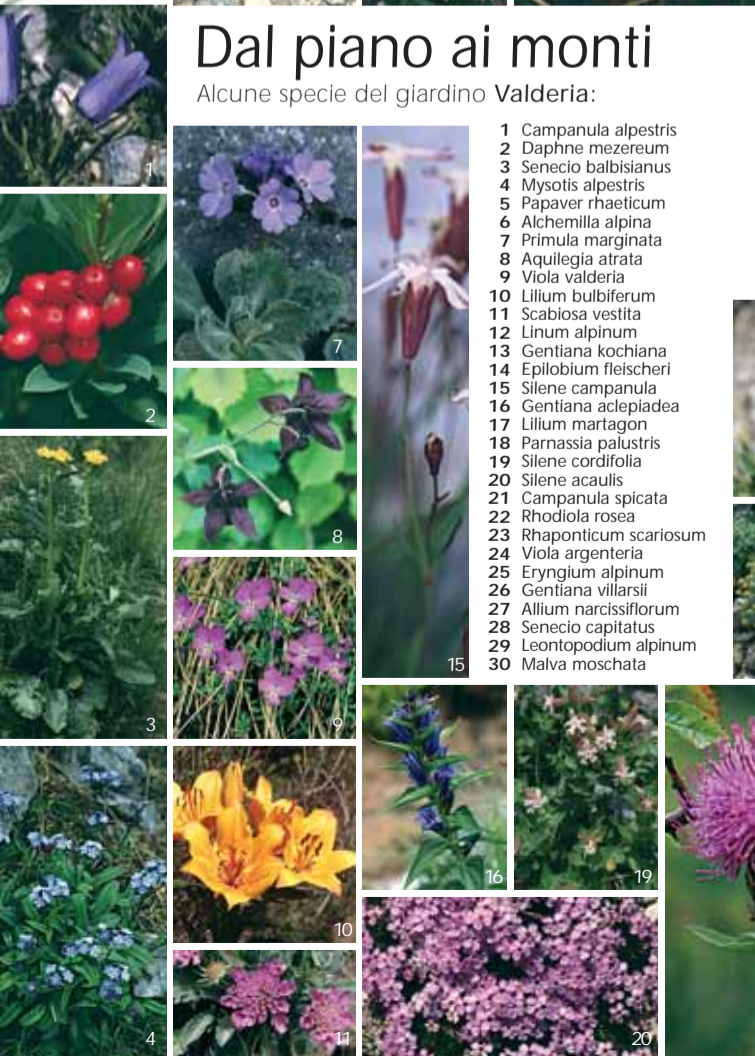 Dal piano ai monti
Alcune specie del giardino Valderia:
1 Campanula alpestris
2 Daphne mezereum
3 Senecio balbisianus
4 Mysotis alpestris
5 Papaver rhaeticum
6 Alchemilla alpina
7 Primula marginata
8 Aquilegia atrata
9 Viola valderia
10 Lilium bulbiferum
11 Scabiosa vestita
12 Linum alpinum
13 Gentiana kochiana
14 Epilobium fleischeri
15 Silene campanula
16 Gentiana aclepiadea
17 Lilium martagon
18 Parnassia palustris
19 Silene cordifolia
20 Silene acaulis
21 Campanula spicata
22 Rhodiola rosea
23 Rhaponticum scariosum
24 Viola argenteria
25 Eryngium alpinum
26 Gentiana villarsii
27 Allium narcissiflorum
28 Senecio capitatus
29 Leontopodium alpinum
30 Malva moschata
1
2
3
4
7
8
9
10
11
15
16
19
20